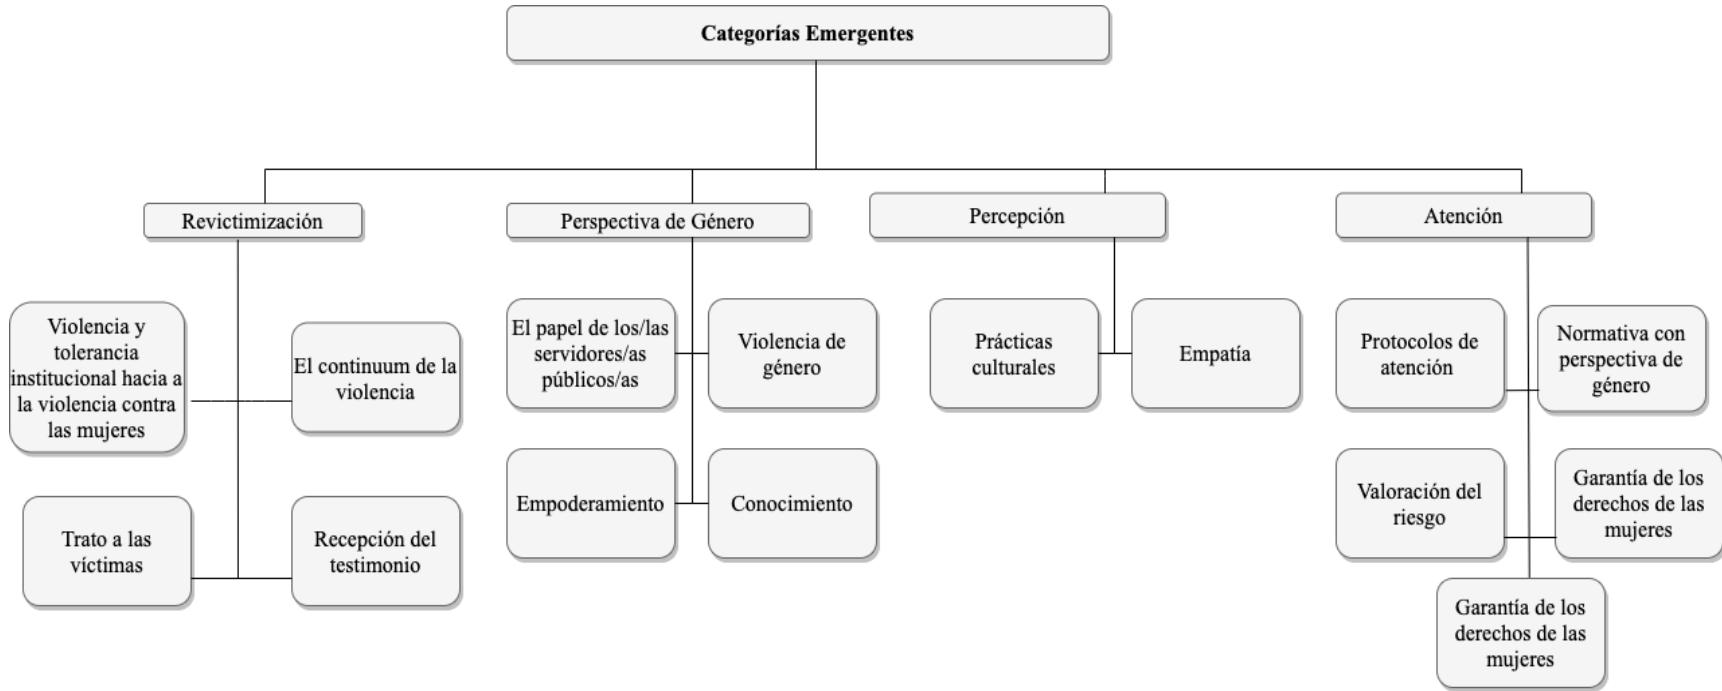 Categorías Emergentes
Revictimización
Perspectiva de Género
Percepción
Atención
Violencia y
tolerancia
institucional hacia a
la violencia contra
las mujeres
El continuum de la
violencia
Trato a las
víctimas
Recepción del
testimonio
El papel de los/las
servidores/as
públicos/as
Violencia de
género
Empoderamiento
Conocimiento
Prácticas
culturales
Empatía
Protocolos de
atención
Normativa con
perspectiva de
género
Valoración del
riesgo
Garantía de los
derechos de las
mujeres
Garantía de los
derechos de las
mujeres